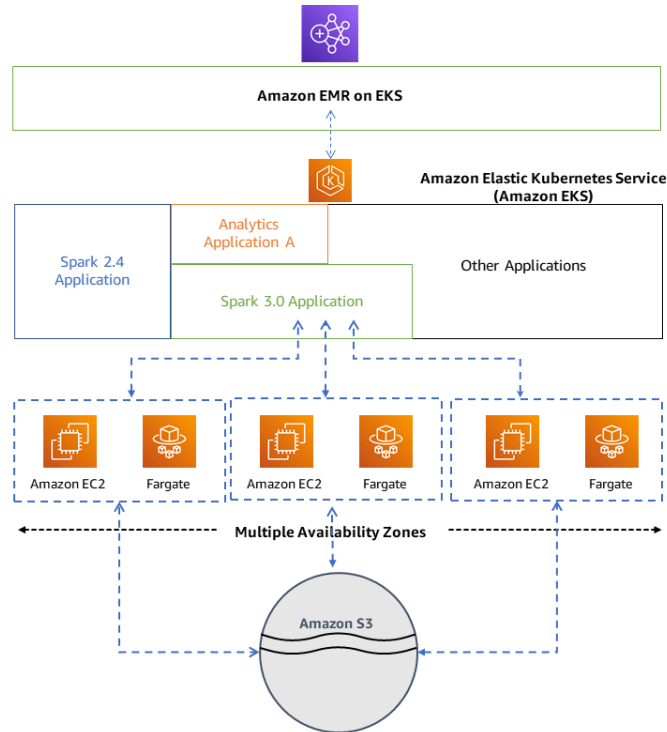 Amazon EMR on EKS
Amazon Elastic Kubernetes Service
(Amazon EKS)
Analytics
Application A
Spark 2.4
Application
Other Applications
Spark 3.0 Application
Amazon EC2
Fargate
Amazon EC2
Fargate
Amazon EC2
Fargate
Multiple Availability Zones
Amazon S3